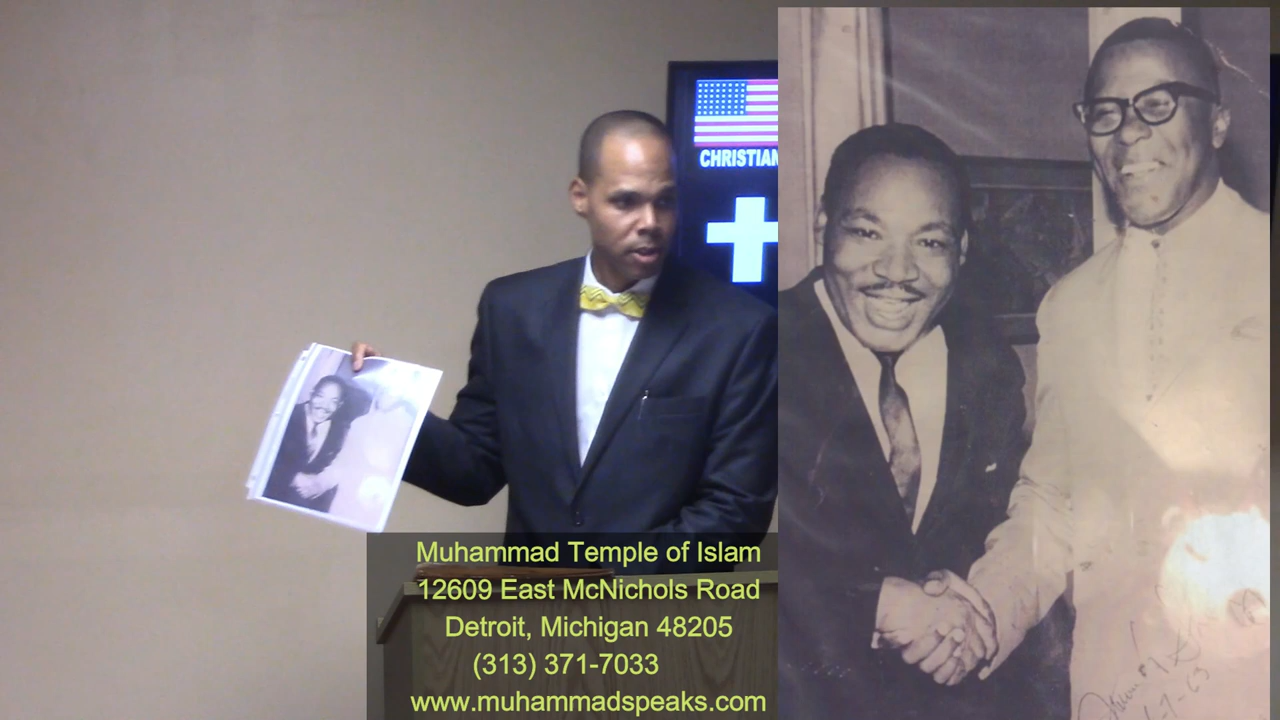 CHRISTIAN
Muhammad Temple of Islam
12609 East McNichols Road
Detroit, Michigan 48205
(313) 371-7033
www.muhammadspeaks.com